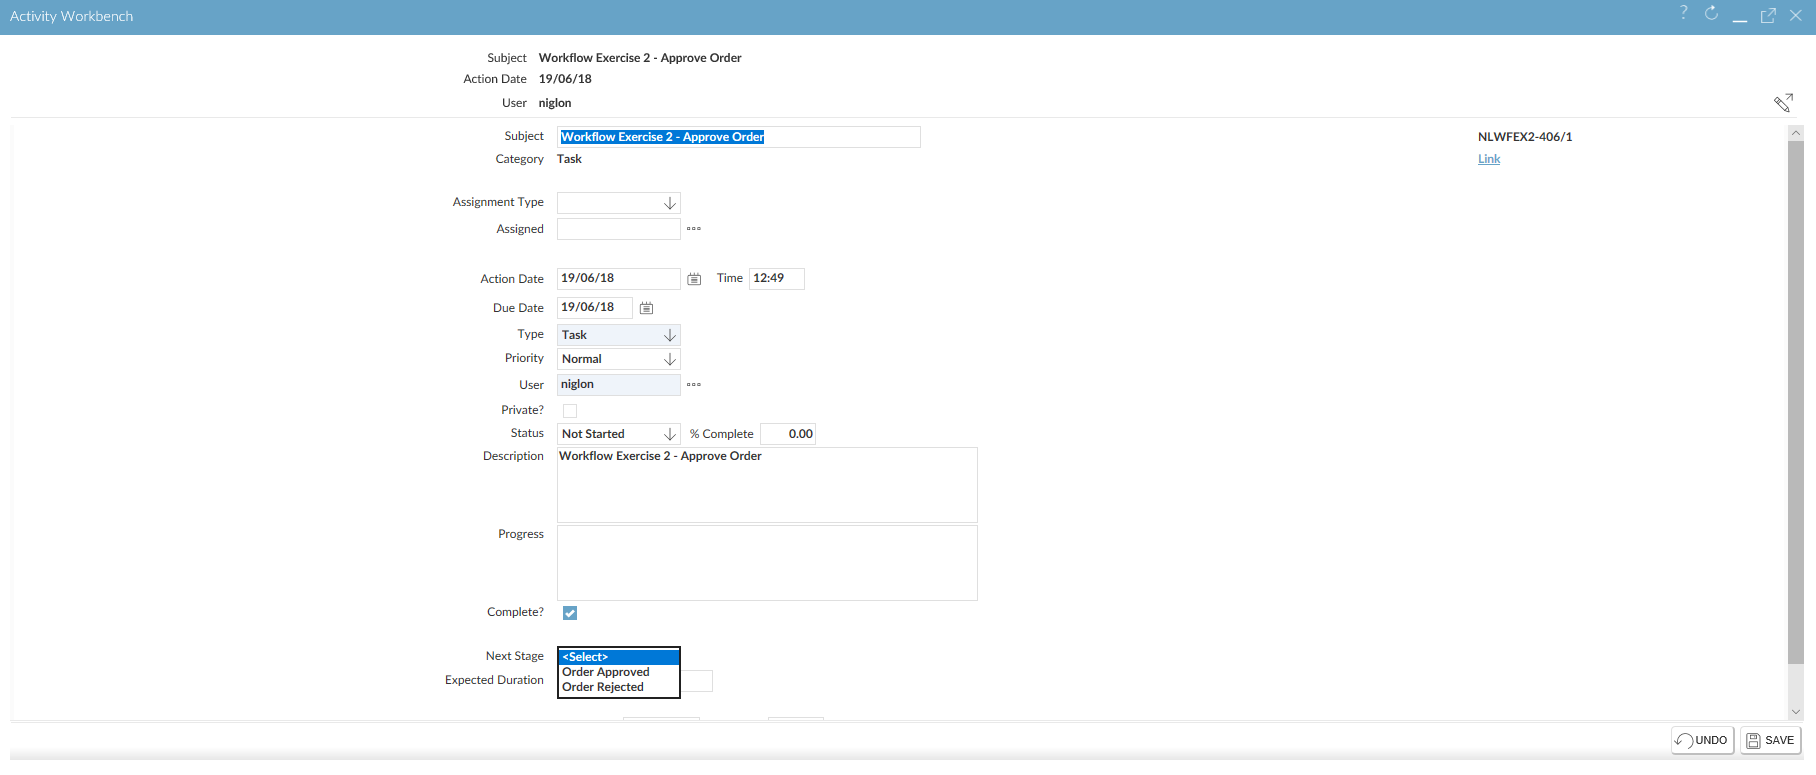 Activity Workbench
Subject Workflow Exercise 2 - Approve Order
Action Date 19/06/18
User niglon
Subject Workflow Exercise 2 - Approve Order NLWFEX2-406/1
Category Task Link
Assignment Type
Assigned
Action Date 19/06/18 Time 12:49
Due Date 19/06/18
Type Task
Priority Normal
User niglon
Private?
Status Not Started % Complete 0.00
Description Workflow Exercise 2 - Approve Order
Progress
Complete?
Next Stage <Select>
Order Approved
Expected Duration Order Rejected
UNDO SAVE